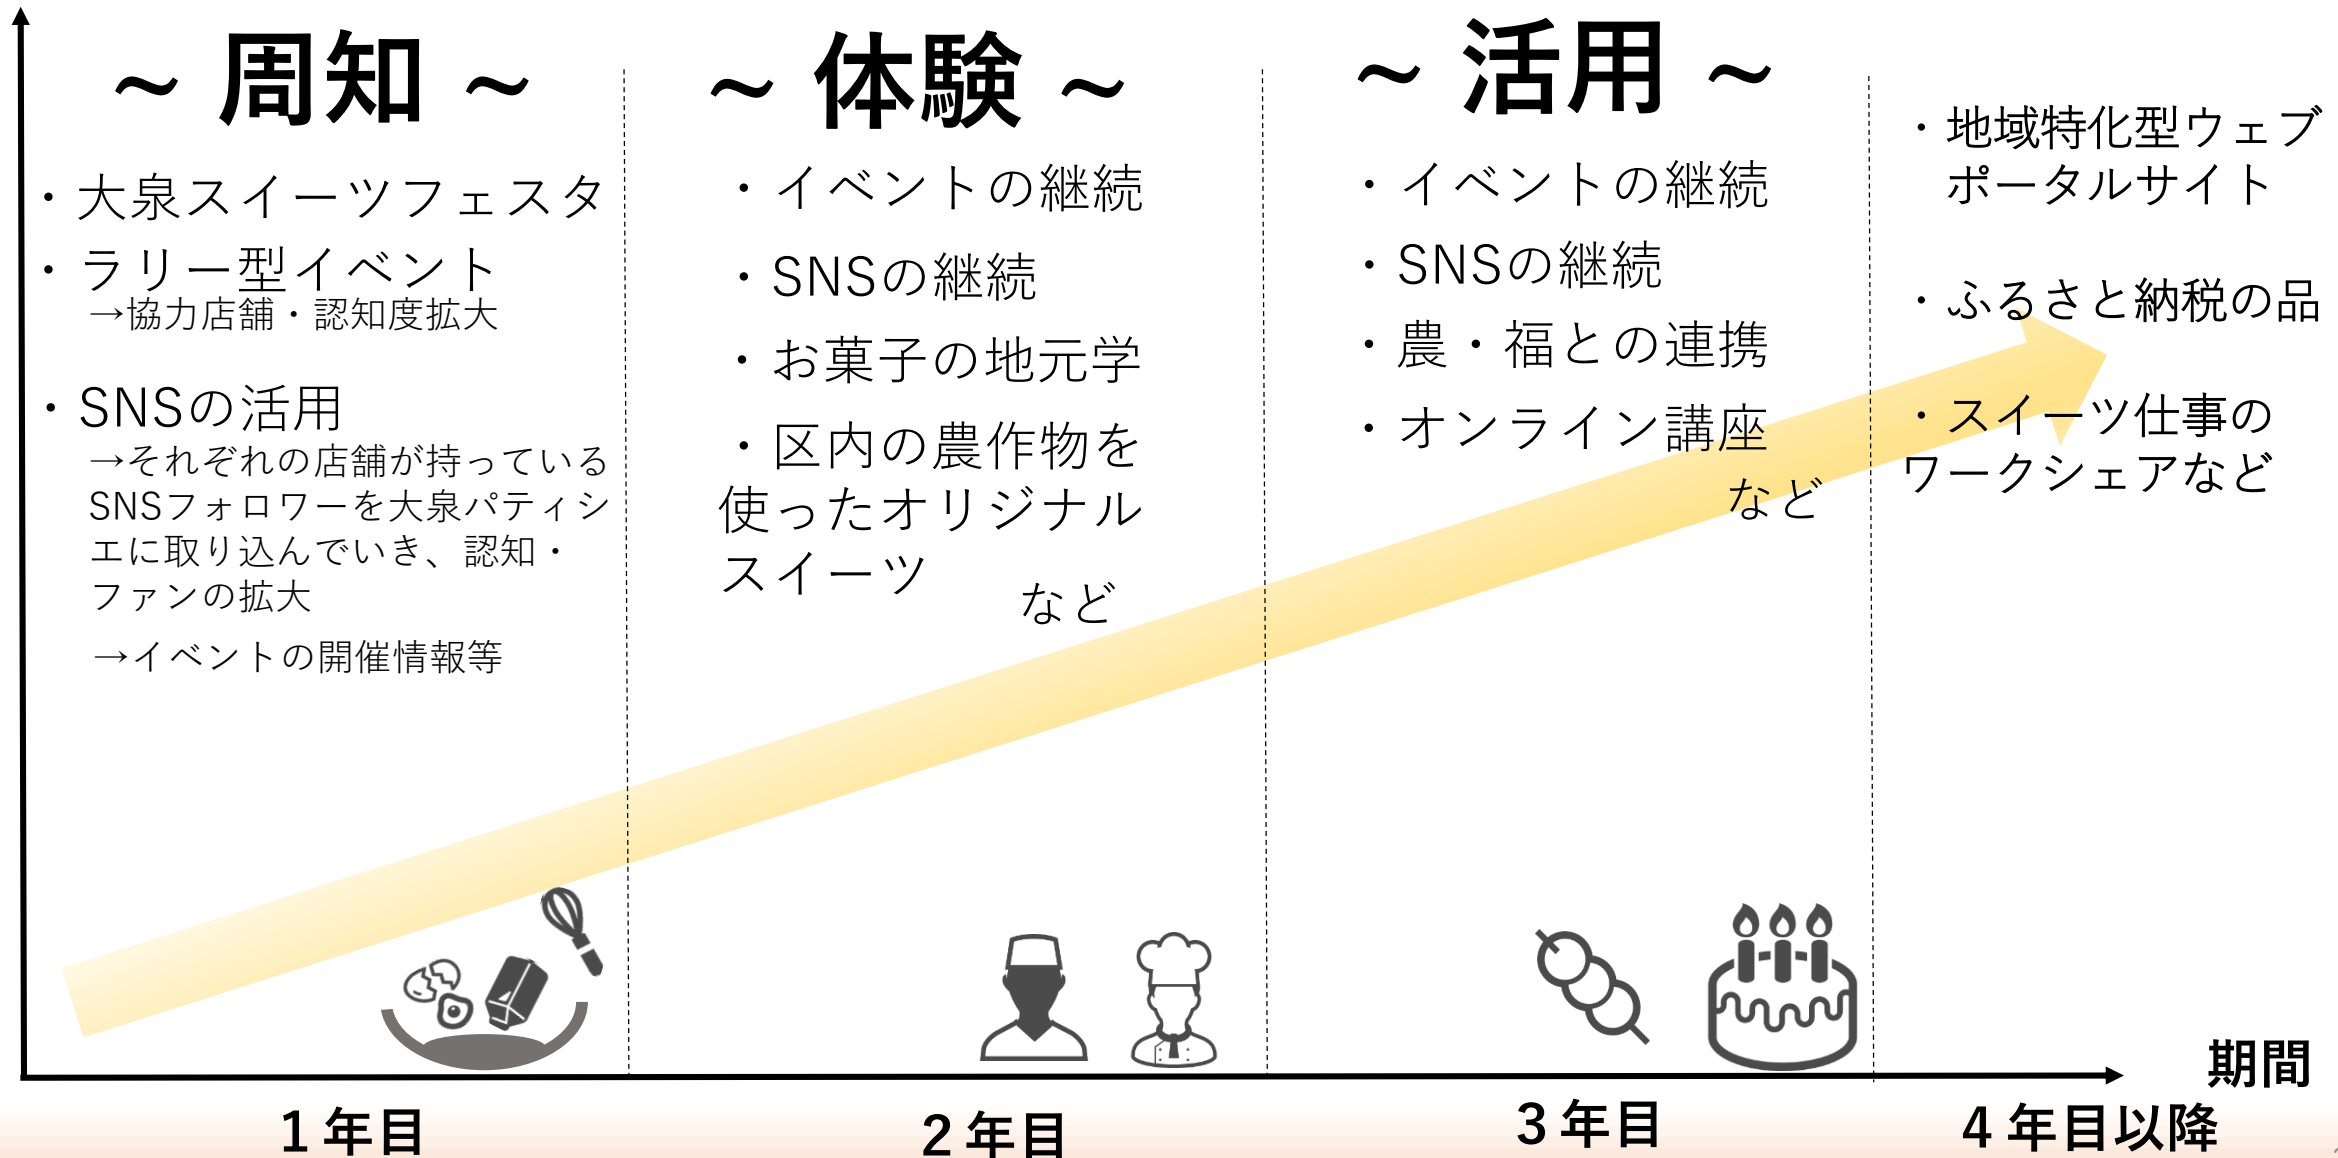 ~ 周知 ~
・大泉スイーツフェスタ
・ラリー型イベント
→協力店舗・認知度拡大
・SNSの活用
→それぞれの店舗が持っている
SNSフォロワーを大泉パティシ
エに取り込んでいき、認知・
ファンの拡大
→イベントの開催情報等
~ 体験 ~
・イベントの継続
・SNSの継続
・お菓子の地元学
・区内の農作物を
使ったオリジナル
スイーツ
など
~ 活用 ~
・イベントの継続
・SNSの継続
・農・福との連携
・オンライン講座
など
・地域特化型ウェブ
ポータルサイト
・ふるさと納税の品
・スイーツ仕事の
ワークシェアなど
期間
1年目
2年目
3年目
4年目以降